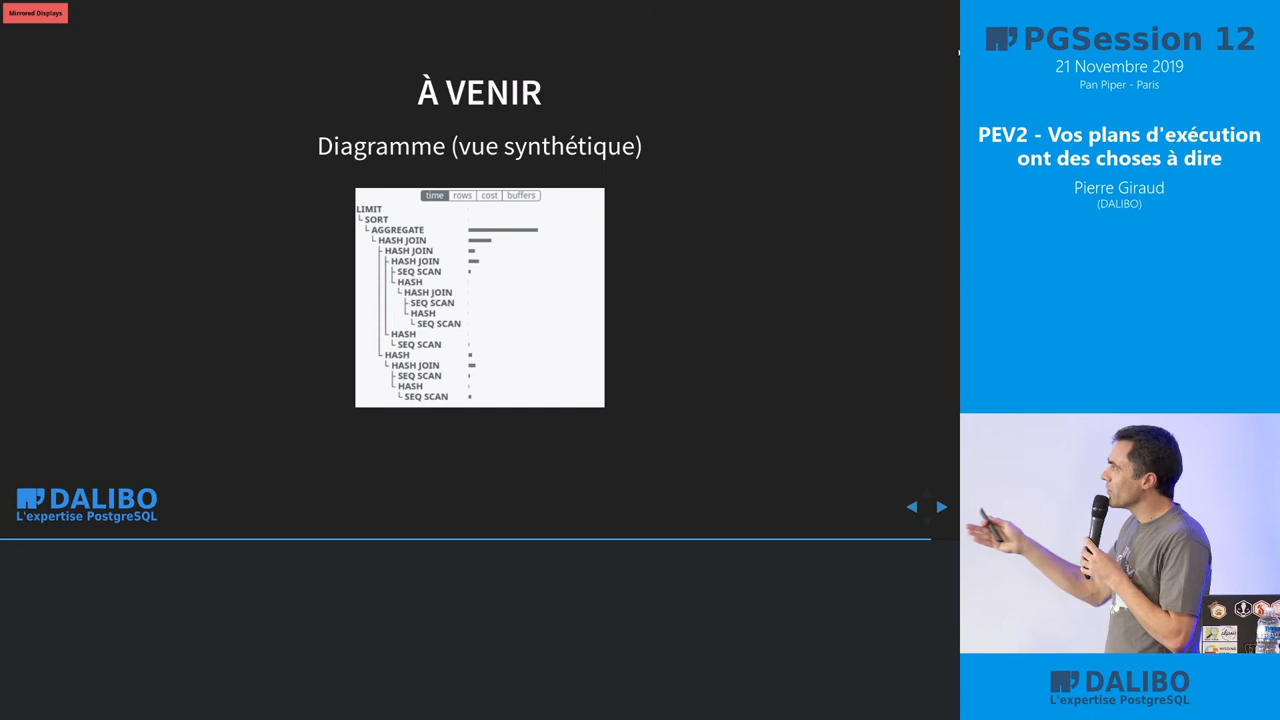 Mirrored Displays
À VENIR
Diagramme (vue synthétique)
time rows cost buffers
LIMIT
SORT
AGGREGATE
HASH JOIN
HASH JOIN
HASH JOIN
SEQ SCAN
HASH
HASH JOIN
SEQ SCAN
HASH
SEQ SCAN
HASH
SEQ SCAN
HASH
HASH JOIN
SEQ SCAN
HASH
SEQ SCAN
DALIBO
L'expertise PostgreSQL
PGSession 12
21 Novembre 2019
Pan Piper - Paris
PEV2 - Vos plans d'exécution
ont des choses à dire
Pierre Giraud
(DALIBO)
DALIBO
L'expertise PostgreSQL